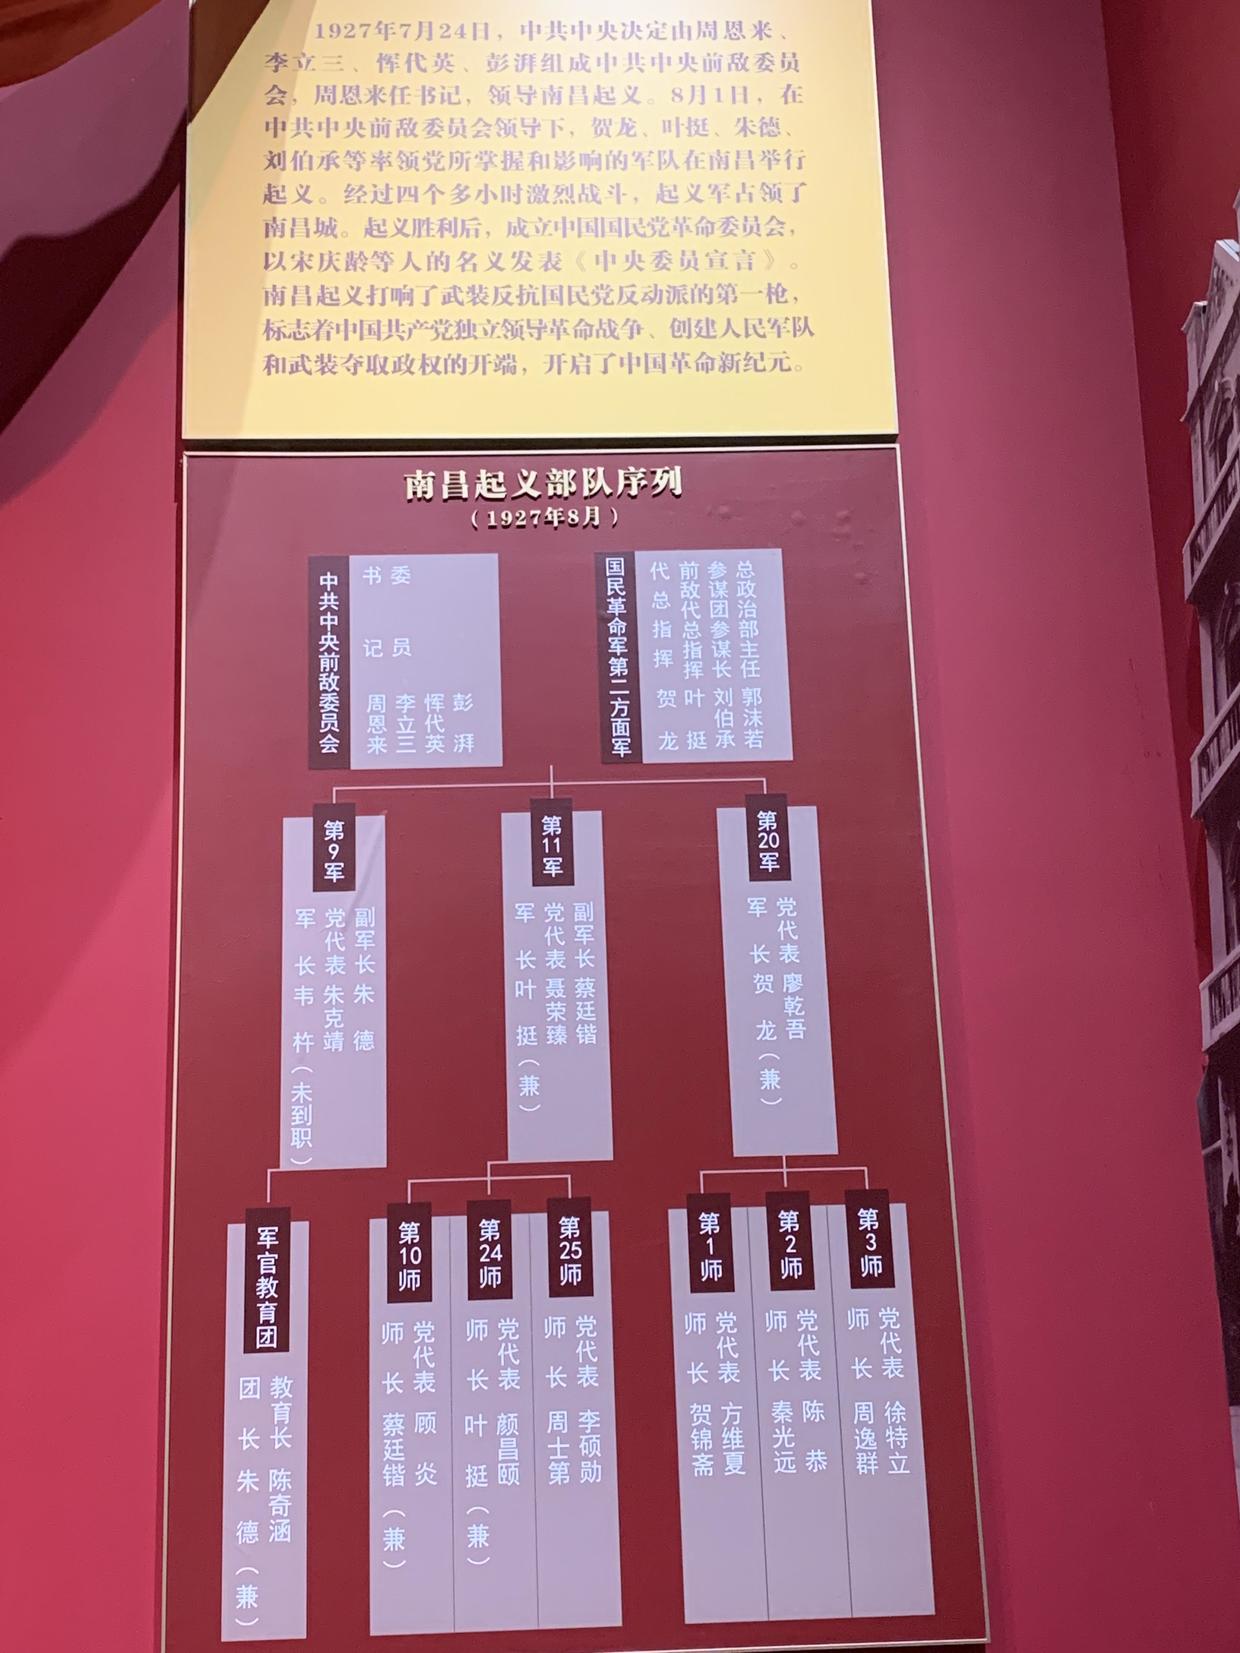 1927年7月24日，中共中央决定由周恩来、
李立三、恽代英、彭湃组成中共中央前敌委员
会，周恩来任书记，领导南昌起义。8月1日，在
中共中央前敌委员会领导下，贺龙、叶挺、朱德、
刘伯承等率领党所掌握和影响的军队在南昌举行
起义。经过四个多小时激烈战斗，起义军占领了
南昌城。起义胜利后，成立中国国民党革命委员会，
以宋庆龄等人的名义发表《中央委员宣言》。
南昌起义打响了武装反抗国民党反动派的第一枪，
标志着中国共产党独立领导革命战争、创建人民军队
和武装夺取政权的开端，开启了中国革命新纪元。
南昌起义部队序列
（1927年8月）
中共中央前敌委员会
书记 周恩来
委员 李立三
恽代英
彭湃
国民革命军第二方面军
代总指挥 贺龙
前敌代总指挥 叶挺
参谋团参谋长 刘伯承
总政治部主任 郭沫若
第9军
军长 韦杵（未到职）
党代表 朱克靖
副军长 朱德
第11军
军长 叶挺（兼）
党代表 聂荣臻
副军长 蔡廷锴
第20军
军长 贺龙（兼）
党代表 廖乾吾
军官教育团
团长 朱德（兼）
教育长 陈奇涵
第10师
师长 蔡廷锴（兼）
党代表 顾炎
第24师
师长 叶挺（兼）
党代表 颜昌颐
第25师
师长 周士第
党代表 李硕勋
第1师
师长 贺锦斋
党代表 方维夏
第2师
师长 秦光远
党代表 陈恭
第3师
师长 周逸群
党代表 徐特立